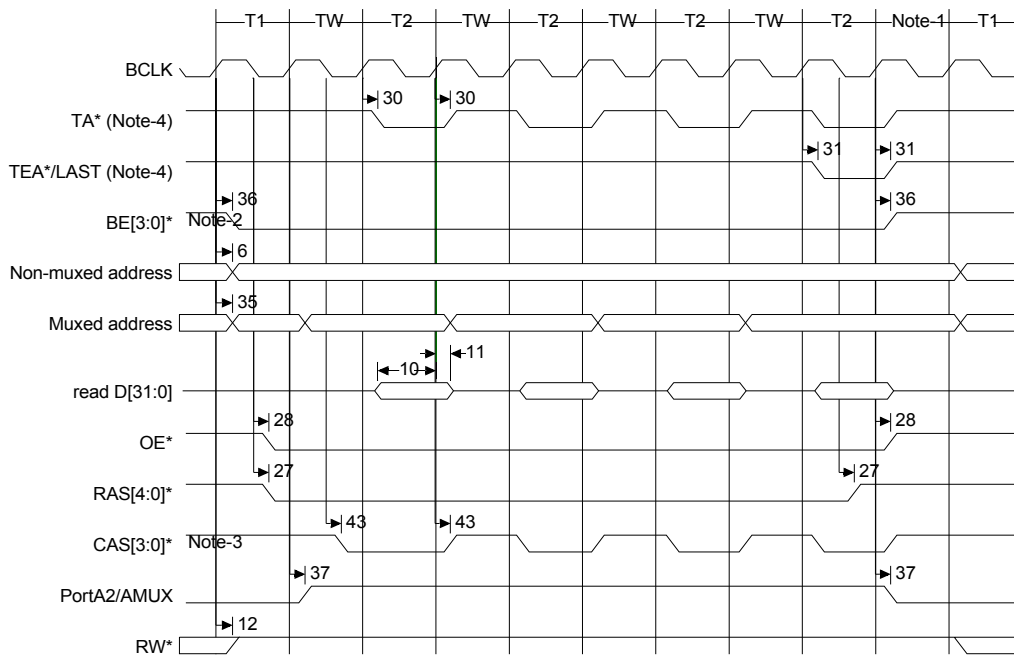 T1 TW T2 TW T2 TW T2 TW T2 Note-1 T1
BCLK
30 30
TA* (Note-4)
31 31
TEA*/LAST (Note-4)
36 36
BE[3:0]* Note-2
6
Non-muxed address
35
Muxed address
11
10
read D[31:0]
28 28
OE*
27 27
RAS[4:0]*
43 43
CAS[3:0]* Note-3
37 37
PortA2/AMUX
12
RW*